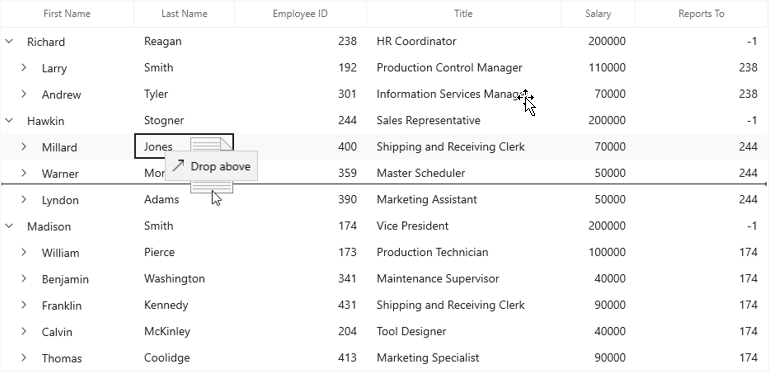 First Name Last Name Employee ID Title Salary Reports To
Richard Reagan 238 HR Coordinator 200000 -1
Larry Smith 192 Production Control Manager 110000 238
Andrew Tyler 301 Information Services 70000 238
Hawkin Stogner 244 Sales Representative 200000 -1
Millard Jones 400 Shipping and Receiving Clerk 70000 244
Drop above
Warner 359 Master Scheduler 50000 244
Lyndon Adams 390 Marketing Assistant 50000 244
Madison Smith 174 Vice President 200000 -1
William Pierce 173 Production Technician 100000 174
Benjamin Washington 341 Maintenance Supervisor 40000 174
Franklin Kennedy 431 Shipping and Receiving Clerk 90000 174
Calvin McKinley 204 Tool Designer 40000 174
Thomas Coolidge 413 Marketing Specialist 90000 174